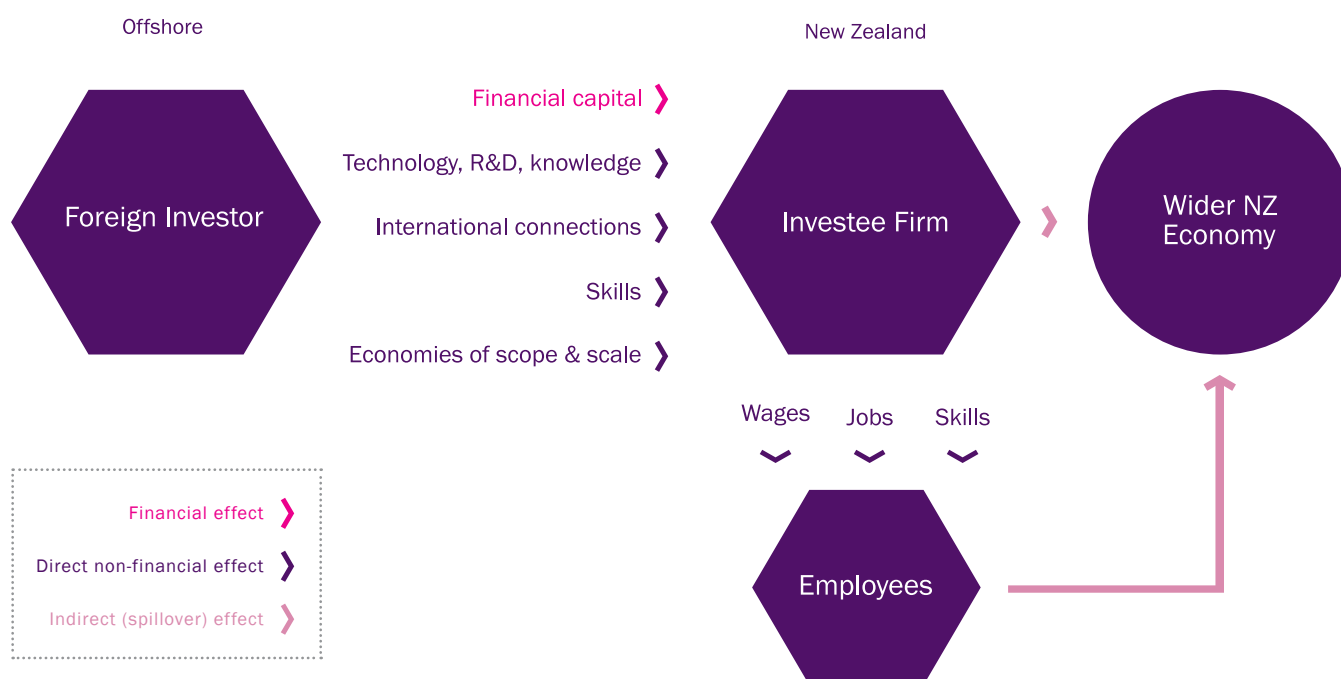 Offshore
New Zealand
Financial capital
Technology, R&D, knowledge
International connections
Skills
Economies of scope & scale
Foreign Investor
Investee Firm
Wider NZ
Economy
Wages
Jobs
Skills
Employees
Financial effect
Direct non-financial effect
Indirect (spillover) effect